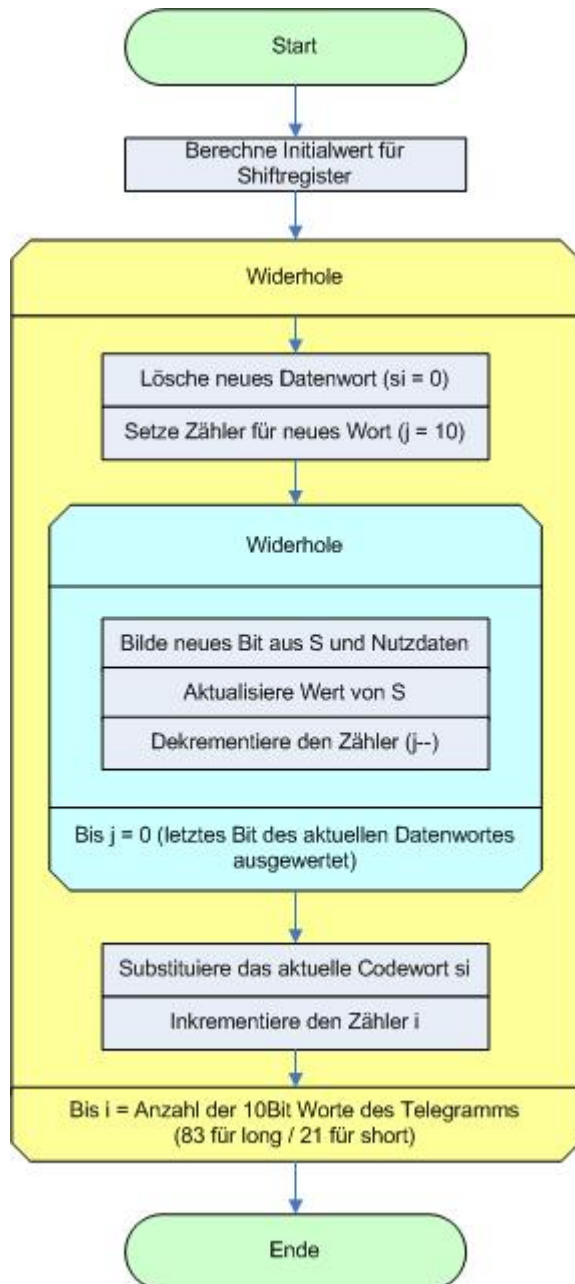 Start
Berechne Initialwert für
Shiftregister
Widerhole
Lösche neues Datenwort (si = 0)
Setze Zähler für neues Wort (j = 10)
Widerhole
Bilde neues Bit aus S und Nutzdaten
Aktualisiere Wert von S
Dekrementiere den Zähler (j--)
Bis j = 0 (letztes Bit des aktuellen Datenwortes
ausgewertet)
Substituiere das aktuelle Codewort si
Inkrementiere den Zähler i
Bis i = Anzahl der 10Bit Worte des Telegramms
(83 für long / 21 für short)
Ende